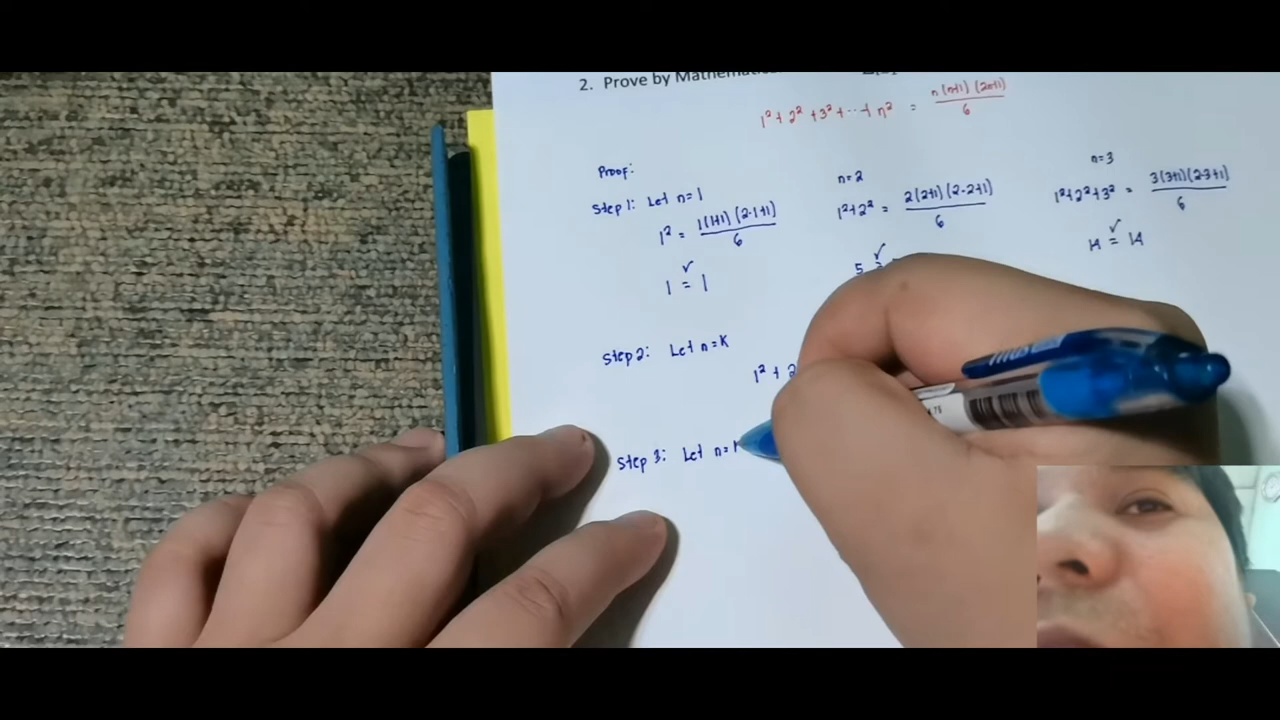 2. Prove by Mathematic
1² + 2² + 3² + ... + n² = n(n+1)(2n+1)/6
Proof:
Step 1: Let n=1
1² = 1(1+1)(2·1+1)/6
1 = 1
n=2
1²+2² = 2(2+1)(2·2+1)/6
5 =
n=3
1²+2²+3² = 3(3+1)(2·3+1)/6
14 = 14
Step 2: Let n=k
1² + 2
Step 3: Let n=